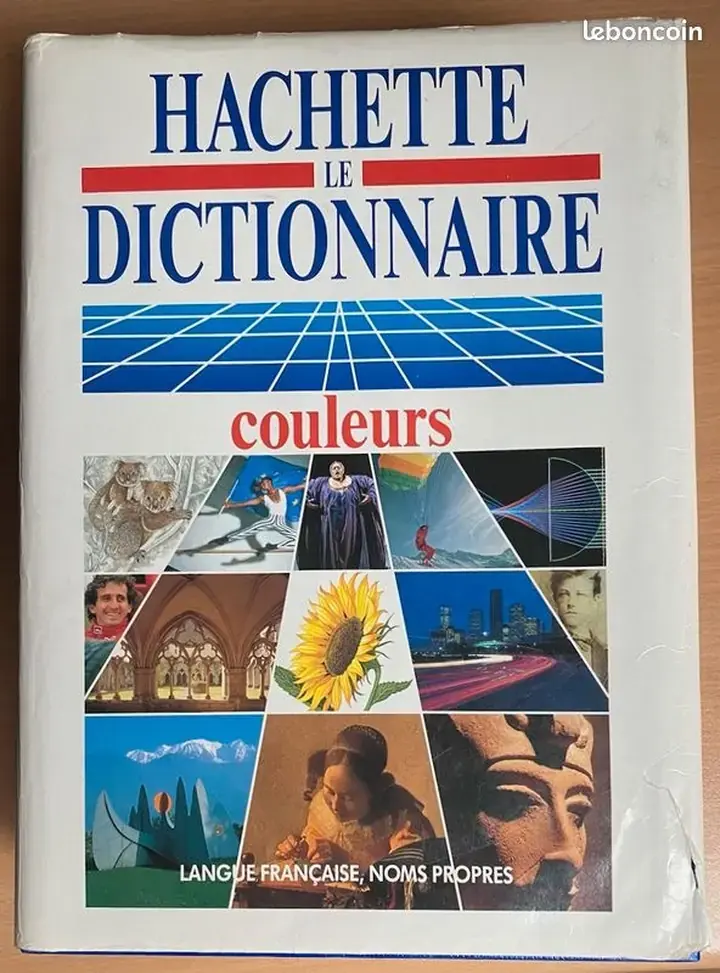 leboncoin
HACHETTE
LE
DICTIONNAIRE
couleurs
LANGUE FRANÇAISE, NOMS PROPRES